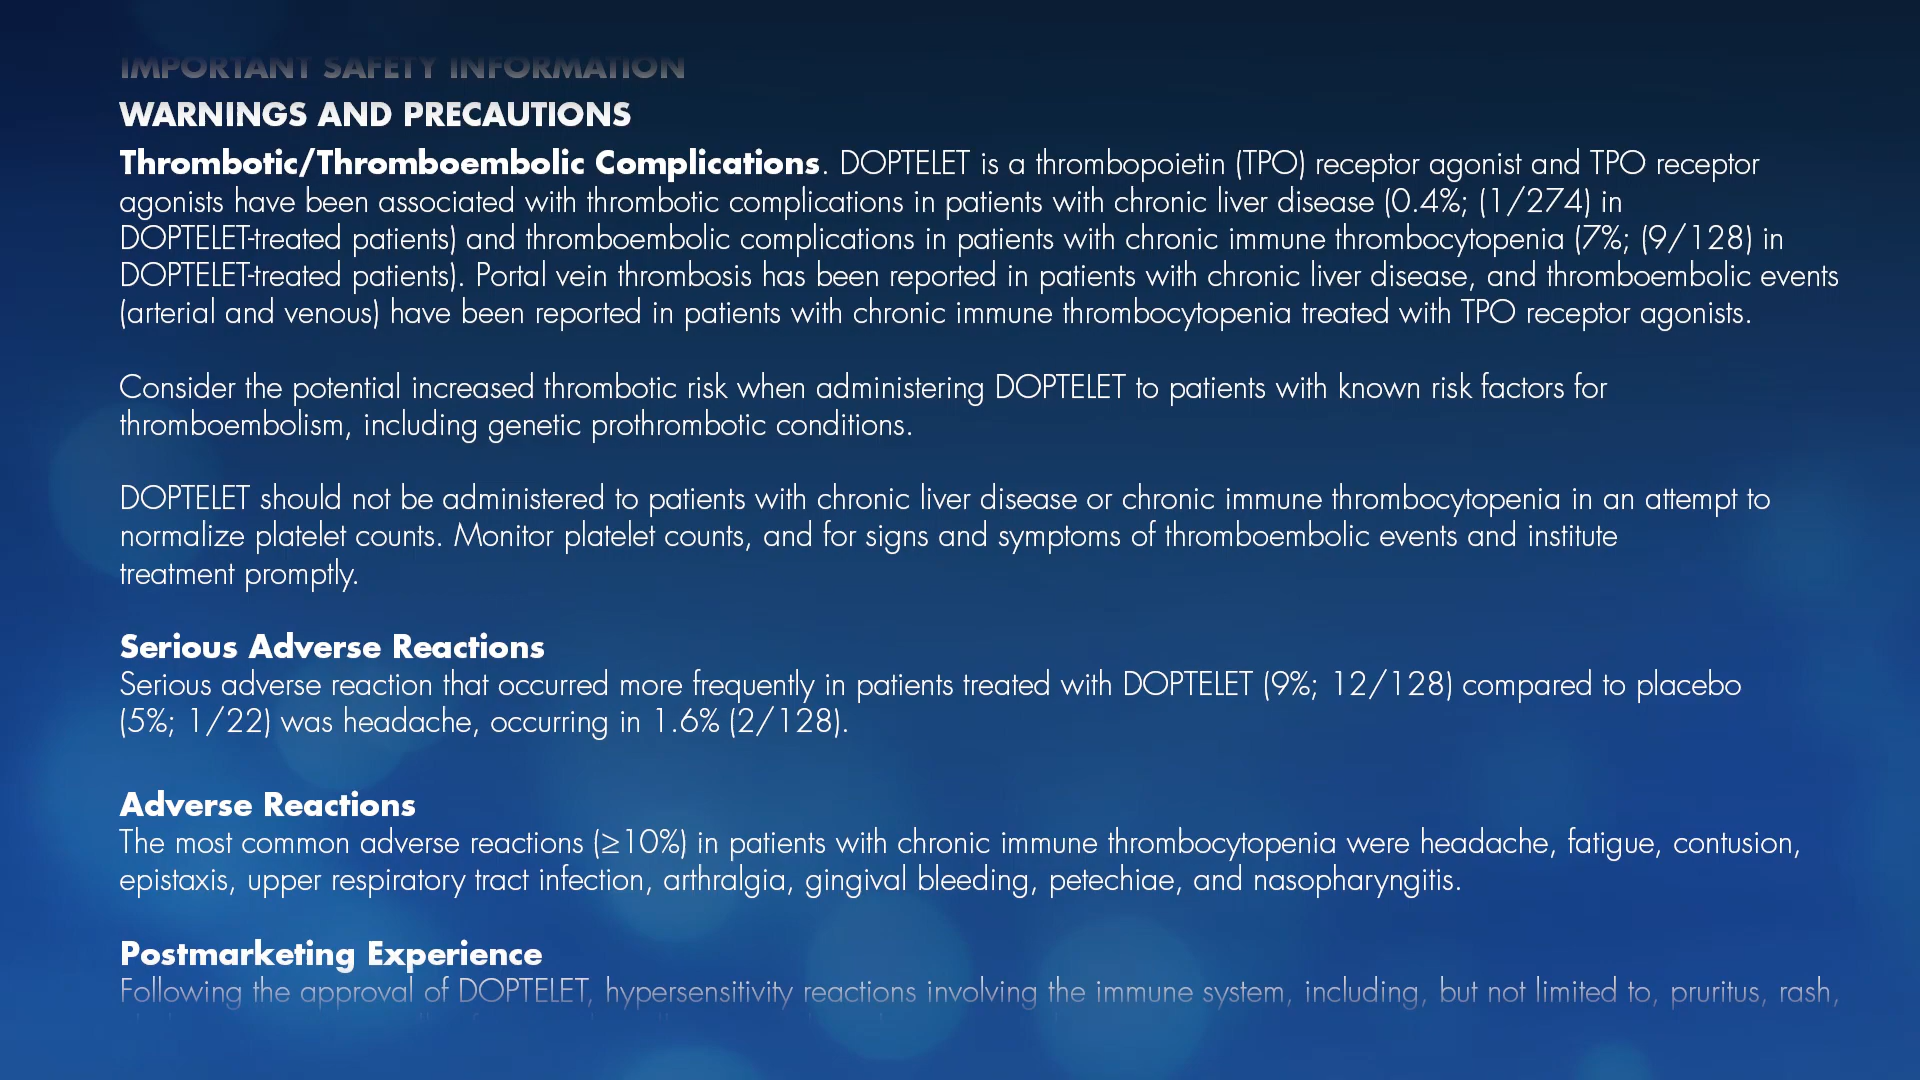 IMPORTANT SAFETY INFORMATION
WARNINGS AND PRECAUTIONS
Thrombotic/Thromboembolic Complications. DOPTELET is a thrombopoietin (TPO) receptor agonist and TPO receptor
agonists have been associated with thrombotic complications in patients with chronic liver disease (0.4%; (1/274) in
DOPTELET-treated patients) and thromboembolic complications in patients with chronic immune thrombocytopenia (7%; (9/128) in
DOPTELET-treated patients). Portal vein thrombosis has been reported in patients with chronic liver disease, and thromboembolic events
(arterial and venous) have been reported in patients with chronic immune thrombocytopenia treated with TPO receptor agonists.
Consider the potential increased thrombotic risk when administering DOPTELET to patients with known risk factors for
thromboembolism, including genetic prothrombotic conditions.
DOPTELET should not be administered to patients with chronic liver disease or chronic immune thrombocytopenia in an attempt to
normalize platelet counts. Monitor platelet counts, and for signs and symptoms of thromboembolic events and institute
treatment promptly.
Serious Adverse Reactions
Serious adverse reaction that occurred more frequently in patients treated with DOPTELET (9%; 12/128) compared to placebo
(5%; 1/22) was headache, occurring in 1.6% (2/128).
Adverse Reactions
The most common adverse reactions (≥10%) in patients with chronic immune thrombocytopenia were headache, fatigue, contusion,
epistaxis, upper respiratory tract infection, arthralgia, gingival bleeding, petechiae, and nasopharyngitis.
Postmarketing Experience
Following the approval of DOPTELET, hypersensitivity reactions involving the immune system, including, but not limited to, pruritus, rash,